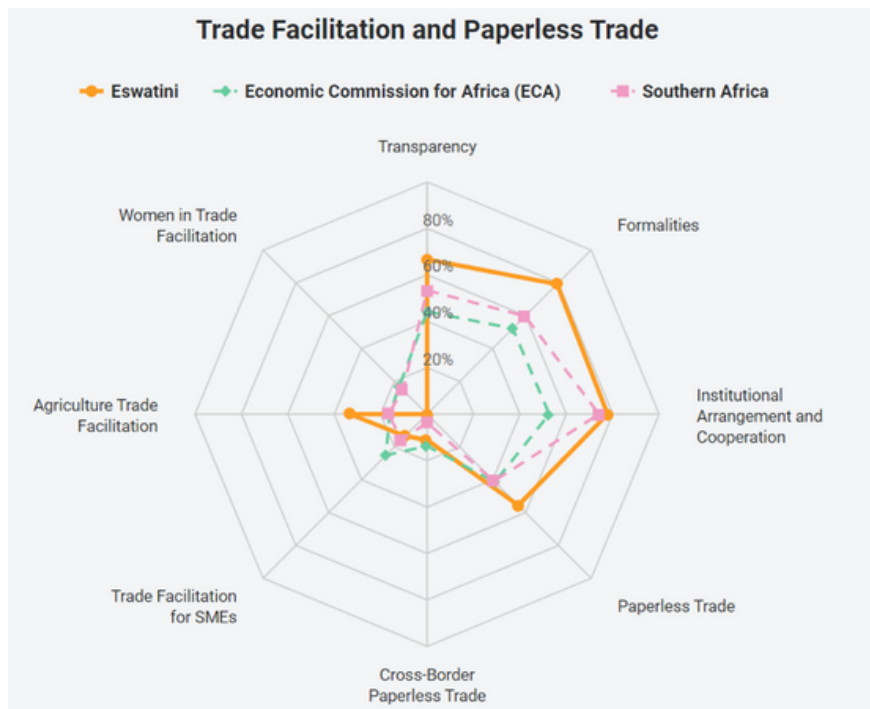 Trade Facilitation and Paperless Trade
Eswatini
Economic Commission for Africa (ECA)
Southern Africa
Transparency
Women in Trade
Facilitation
Formalities
80%
60%
40%
20%
Agriculture Trade
Facilitation
Institutional
Arrangement and
Cooperation
Trade Facilitation
for SMEs
Paperless Trade
Cross-Border
Paperless Trade